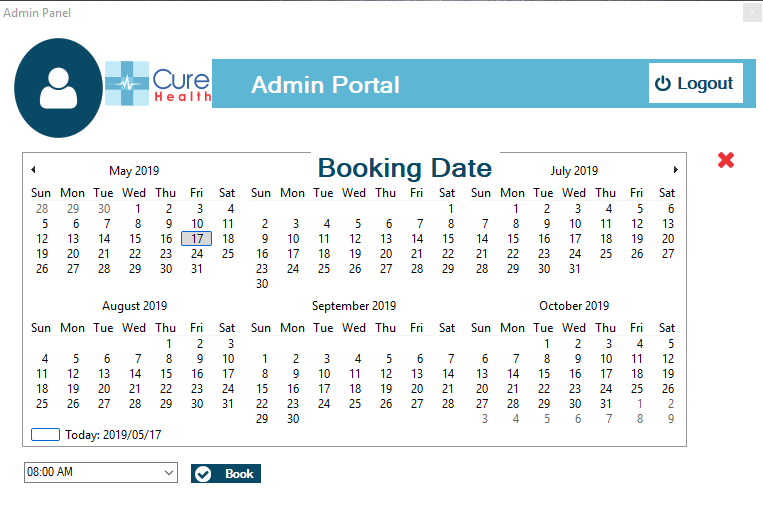 Admin Panel
Cure
Health
Admin Portal
Logout
Booking Date
May 2019
July 2019
Sun Mon Tue Wed Thu Fri Sat Sun Mon Tue Wed Thu Fri Sat Sun Mon Tue Wed Thu Fri Sat
28 29 30 1 2 3 4 1 1 2 3 4 5 6
5 6 7 8 9 10 11 2 3 4 5 6 7 8 7 8 9 10 11 12 13
12 13 14 15 16 17 18 9 10 11 12 13 14 15 14 15 16 17 18 19 20
19 20 21 22 23 24 25 16 17 18 19 20 21 22 21 22 23 24 25 26 27
26 27 28 29 30 31 23 24 25 26 27 28 29 28 29 30 31
30
August 2019 September 2019 October 2019
Sun Mon Tue Wed Thu Fri Sat Sun Mon Tue Wed Thu Fri Sat Sun Mon Tue Wed Thu Fri Sat
1 2 3 1 2 3 4 5
4 5 6 7 8 9 10 1 2 3 4 5 6 7 6 7 8 9 10 11 12
11 12 13 14 15 16 17 8 9 10 11 12 13 14 13 14 15 16 17 18 19
18 19 20 21 22 23 24 15 16 17 18 19 20 21 20 21 22 23 24 25 26
25 26 27 28 29 30 31 22 23 24 25 26 27 28 27 28 29 30 31 1 2
29 30 3 4 5 6 7 8 9
Today: 2019/05/17
08:00 AM
Book